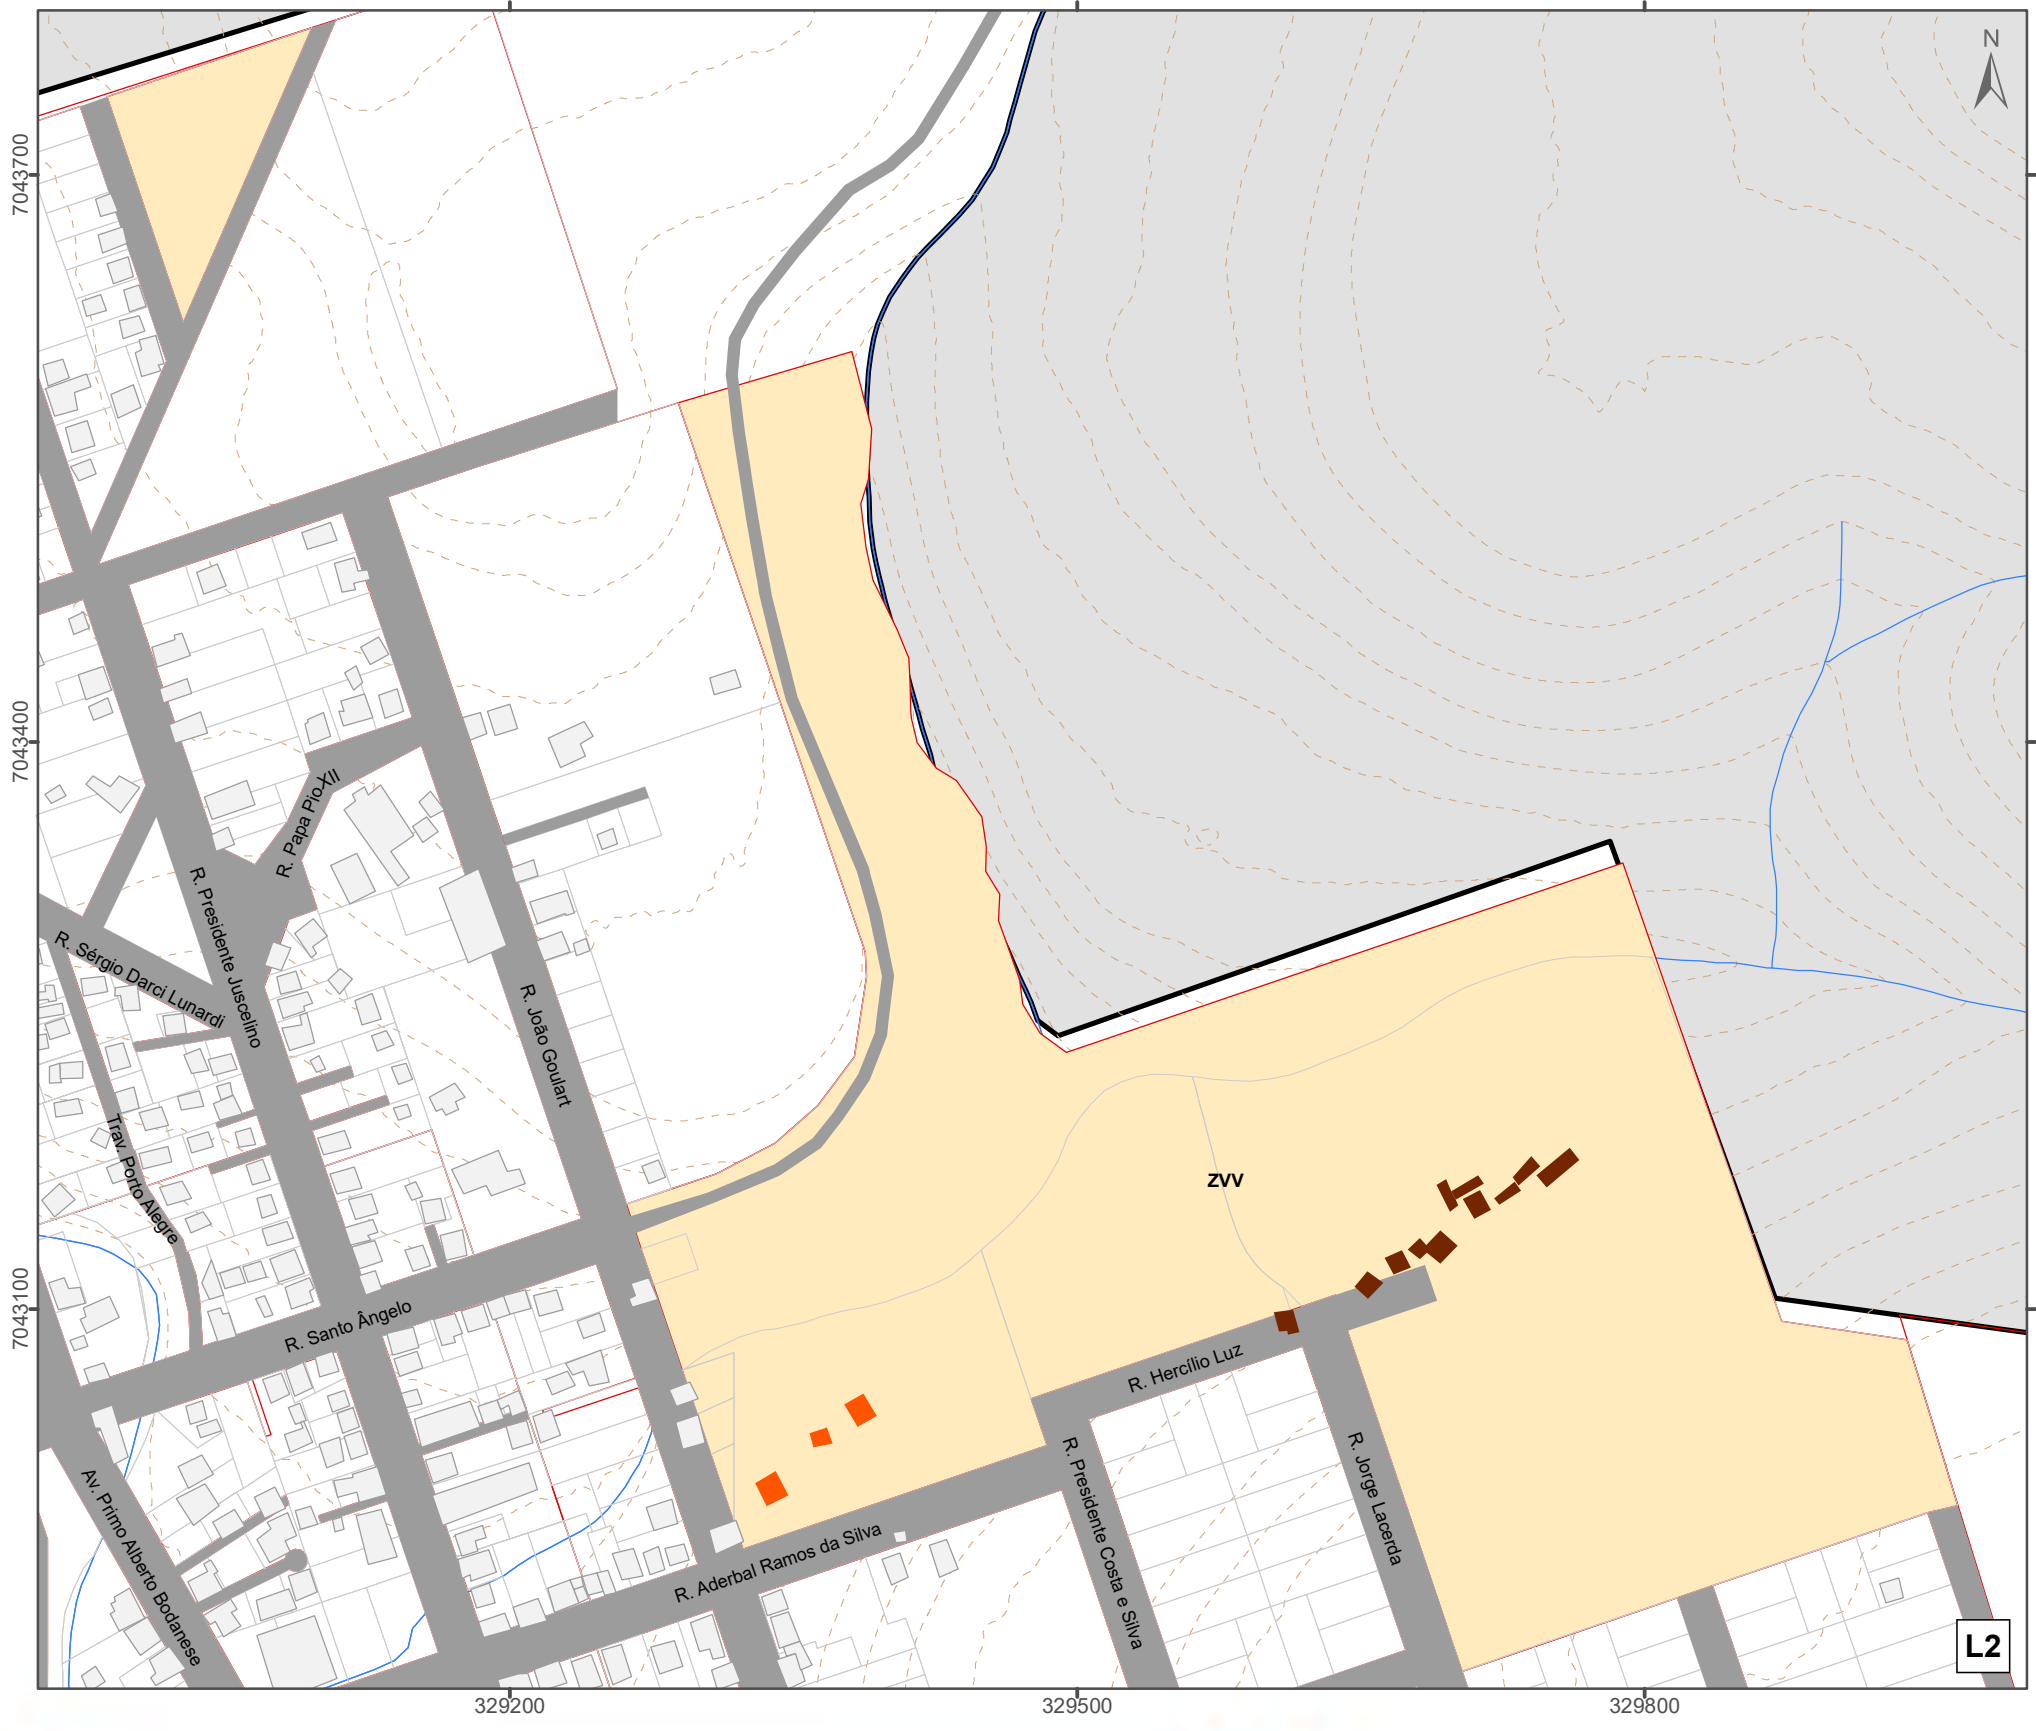 N
7043700
7043400
7043100
R. Papa Pio XII
R. Presidente Juscelino
R. Sérgio Darci Lunardi
R. João Goulart
Trav. Porto Alegre
ZVV
R. Santo Ângelo
R. Hercílio Luz
R. Presidente Costa e Silva
R. Jorge Lacerda
Av. Primo Alberto Bodanese
R. Aderbal Ramos da Silva
L2
329200
329500
329800